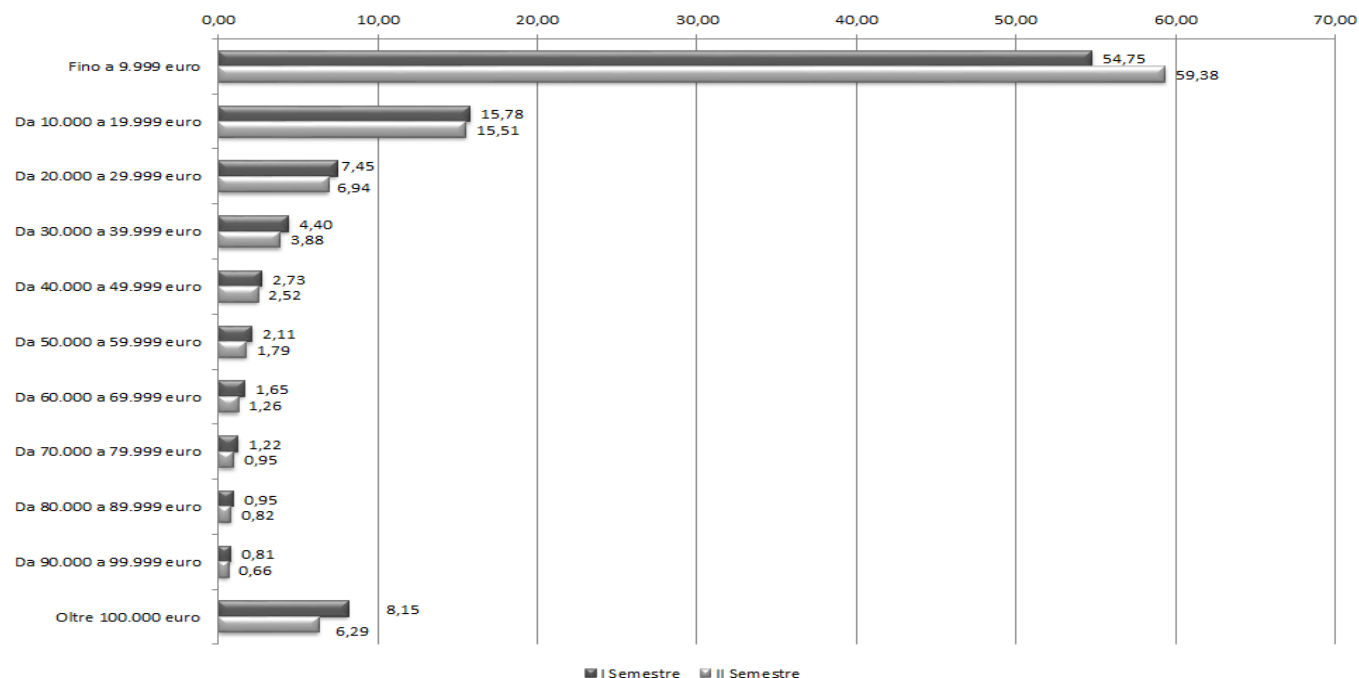 0,00 10,00 20,00 30,00 40,00 50,00 60,00 70,00
Fino a 9.999 euro
54,75
59,38
Da 10.000 a 19.999 euro
15,78
15,51
Da 20.000 a 29.999 euro
7,45
6,94
Da 30.000 a 39.999 euro
4,40
3,88
Da 40.000 a 49.999 euro
2,73
2,52
Da 50.000 a 59.999 euro
2,11
1,79
Da 60.000 a 69.999 euro
1,65
1,26
Da 70.000 a 79.999 euro
1,22
0,95
Da 80.000 a 89.999 euro
0,95
0,82
Da 90.000 a 99.999 euro
0,81
0,66
Oltre 100.000 euro
8,15
6,29
I Semestre II Semestre